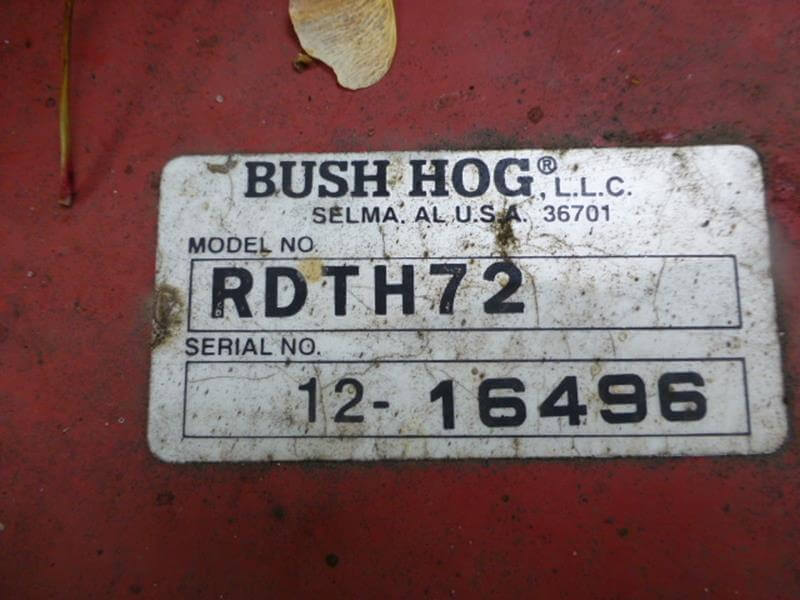 BUSH HOG®, L.L.C.
SELMA. AL U.S.A. 36701
MODEL NO.
RDTH72
SERIAL NO.
12- 16496